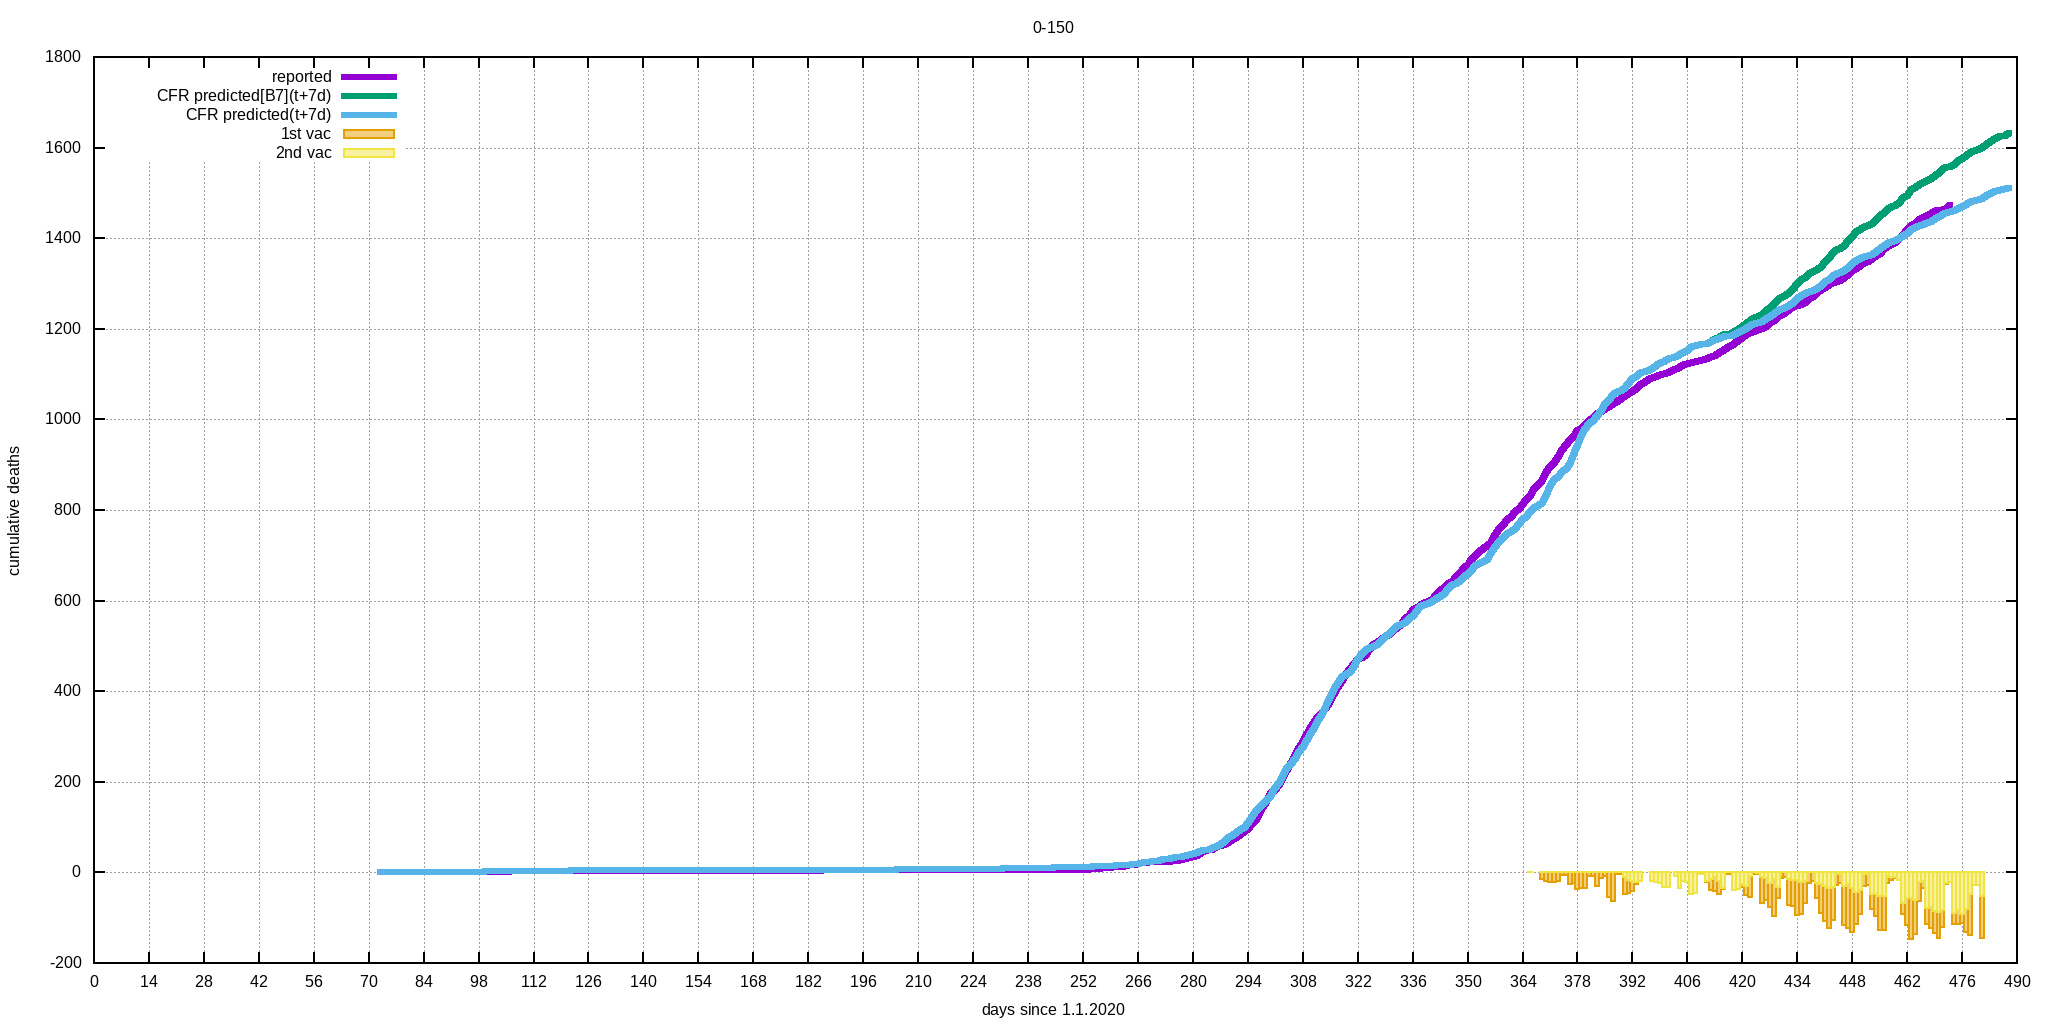 0-150
1800
1600
1400
1200
1000
800
600
400
200
0
-200
cumulative deaths
reported
CFR predicted[B7](t+7d)
CFR predicted(t+7d)
1st vac
2nd vac
0 14 28 42 56 70 84 98 112 126 140 154 168 182 196 210 224 238 252 266 280 294 308 322 336 350 364 378 392 406 420 434 448 462 476 490
days since 1.1.2020